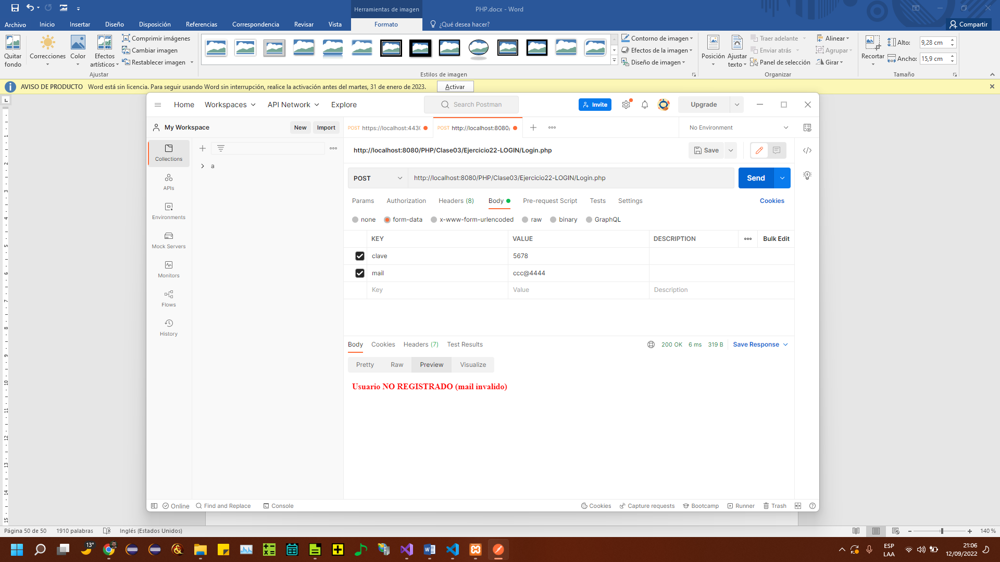 Herramientas de imagen
PHP.docx - Word
Archivo Inicio Insertar Diseño Disposición Referencias Correspondencia Revisar Vista Formato ¿Qué desea hacer? Compartir
Quitar fondo
Correcciones
Color
Efectos artísticos
Comprimir imágenes
Cambiar imagen
Restablecer imagen
Ajustar
Estilos de imagen
Contorno de imagen
Efectos de la imagen
Diseño de imagen
Posición
Ajustar texto
Traer adelante
Enviar atrás
Panel de selección
Alinear
Agrupar
Girar
Organizar
Recortar
Alto: 9,28 cm
Ancho: 15,9 cm
Tamaño
AVISO DE PRODUCTO Word está sin licencia. Para seguir usando Word sin interrupción, realice la activación antes del martes, 31 de enero de 2023. Activar
Home Workspaces API Network Explore Search Postman Invite Upgrade
My Workspace New Import
POST https://localhost:4430 POST http://localhost:8080/ No Environment
Collections
APIs
Environments
Mock Servers
Monitors
Flows
History
a
http://localhost:8080/PHP/Clase03/Ejercicio22-LOGIN/Login.php Save
POST http://localhost:8080/PHP/Clase03/Ejercicio22-LOGIN/Login.php Send
Params Authorization Headers (8) Body Pre-request Script Tests Settings Cookies
none form-data x-www-form-urlencoded raw binary GraphQL
KEY VALUE DESCRIPTION Bulk Edit
clave 5678
mail ccc@4444
Key Value Description
Body Cookies Headers (7) Test Results 200 OK 6 ms 319 B Save Response
Pretty Raw Preview Visualize
Usuario NO REGISTRADO (mail invalido)
Online Find and Replace Console Cookies Capture requests Bootcamp Runner Trash
Página 50 de 50 1910 palabras Inglés (Estados Unidos) 140 %
13°
ESP
LAA
21:06
12/09/2022